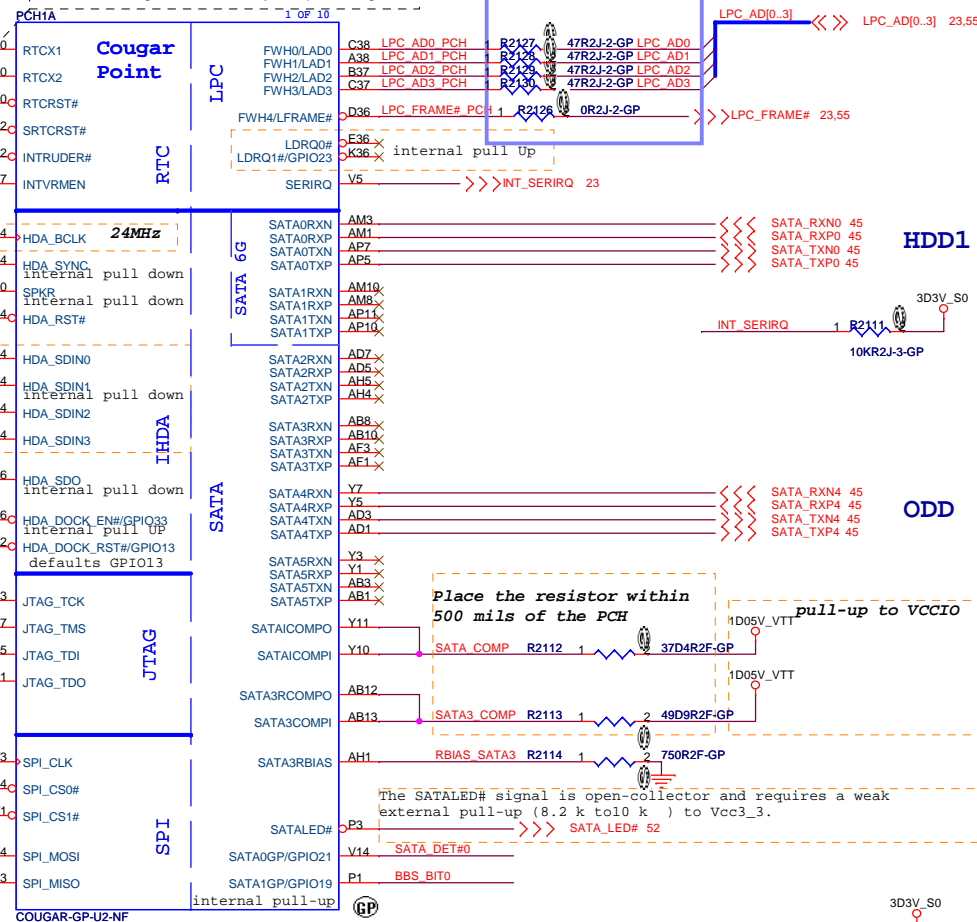 PCH1A
1 OF 10
Cougar
Point
LPC
RTC
RTCX1
RTCX2
RTCRST#
SRTCRST#
INTRUDER#
INTVRMEN
FWH0/LAD0 C38 LPC_AD0_PCH 1 R2127 47R2J-2-GP LPC_AD0
FWH1/LAD1 A38 LPC_AD1_PCH R2128 47R2J-2-GP LPC_AD1
FWH2/LAD2 B37 LPC_AD2_PCH R2129 47R2J-2-GP LPC_AD2
FWH3/LAD3 C37 LPC_AD3_PCH R2130 47R2J-2-GP LPC_AD3
LPC_AD[0..3] LPC_AD[0..3] 23,55
FWH4/LFRAME# D36 LPC_FRAME#_PCH 1 R2126 0R2J-2-GP LPC_FRAME# 23,55
LDRQ0# E36
LDRQ1#/GPIO23 K36 internal pull Up
SERIRQ V5 INT_SERIRQ 23
HDA_BCLK 24MHz
HDA_SYNC
internal pull down
SPKR
internal pull down
HDA_RST#
HDA_SDIN0
HDA_SDIN1
internal pull down
HDA_SDIN2
HDA_SDIN3
IHDA
HDA_SDO
internal pull down
HDA_DOCK_EN#/GPIO33
internal pull UP
HDA_DOCK_RST#/GPIO13
defaults GPIO13
SATA 6G
SATA
SATA0RXN AM3 SATA_RXN0 45
SATA0RXP AM1 SATA_RXP0 45
SATA0TXN AP7 SATA_TXN0 45
SATA0TXP AP5 SATA_TXP0 45
HDD1
SATA1RXN AM10
SATA1RXP AM8
SATA1TXN AP11
SATA1TXP AP10
3D3V_S0
INT_SERIRQ 1 R2111
10KR2J-3-GP
SATA2RXN AD7
SATA2RXP AD5
SATA2TXN AH5
SATA2TXP AH4
SATA3RXN AB8
SATA3RXP AB10
SATA3TXN AF3
SATA3TXP AF1
SATA4RXN Y7 SATA_RXN4 45
SATA4RXP Y5 SATA_RXP4 45
SATA4TXN AD3 SATA_TXN4 45
SATA4TXP AD1 SATA_TXP4 45
ODD
SATA5RXN Y3
SATA5RXP Y1
SATA5TXN AB3
SATA5TXP AB1
JTAG
JTAG_TCK
JTAG_TMS
JTAG_TDI
JTAG_TDO
Place the resistor within
500 mils of the PCH
pull-up to VCCIO
1D05V_VTT
SATAICOMPO Y11
SATAICOMPI Y10 SATA_COMP R2112 1 2 37D4R2F-GP
1D05V_VTT
SATA3RCOMPO AB12
SATA3COMPI AB13 SATA3_COMP R2113 1 2 49D9R2F-GP
SATA3RBIAS AH1 RBIAS_SATA3 R2114 1 2 750R2F-GP
SPI
SPI_CLK
SPI_CS0#
SPI_CS1#
SPI_MOSI
SPI_MISO
The SATALED# signal is open-collector and requires a weak
external pull-up (8.2 k to10 k ) to Vcc3_3.
SATALED# P3 SATA_LED# 52
SATA0GP/GPIO21 V14 SATA_DET#0
SATA1GP/GPIO19 P1 BBS_BIT0
internal pull-up
GP
COUGAR-GP-U2-NF
3D3V_S0